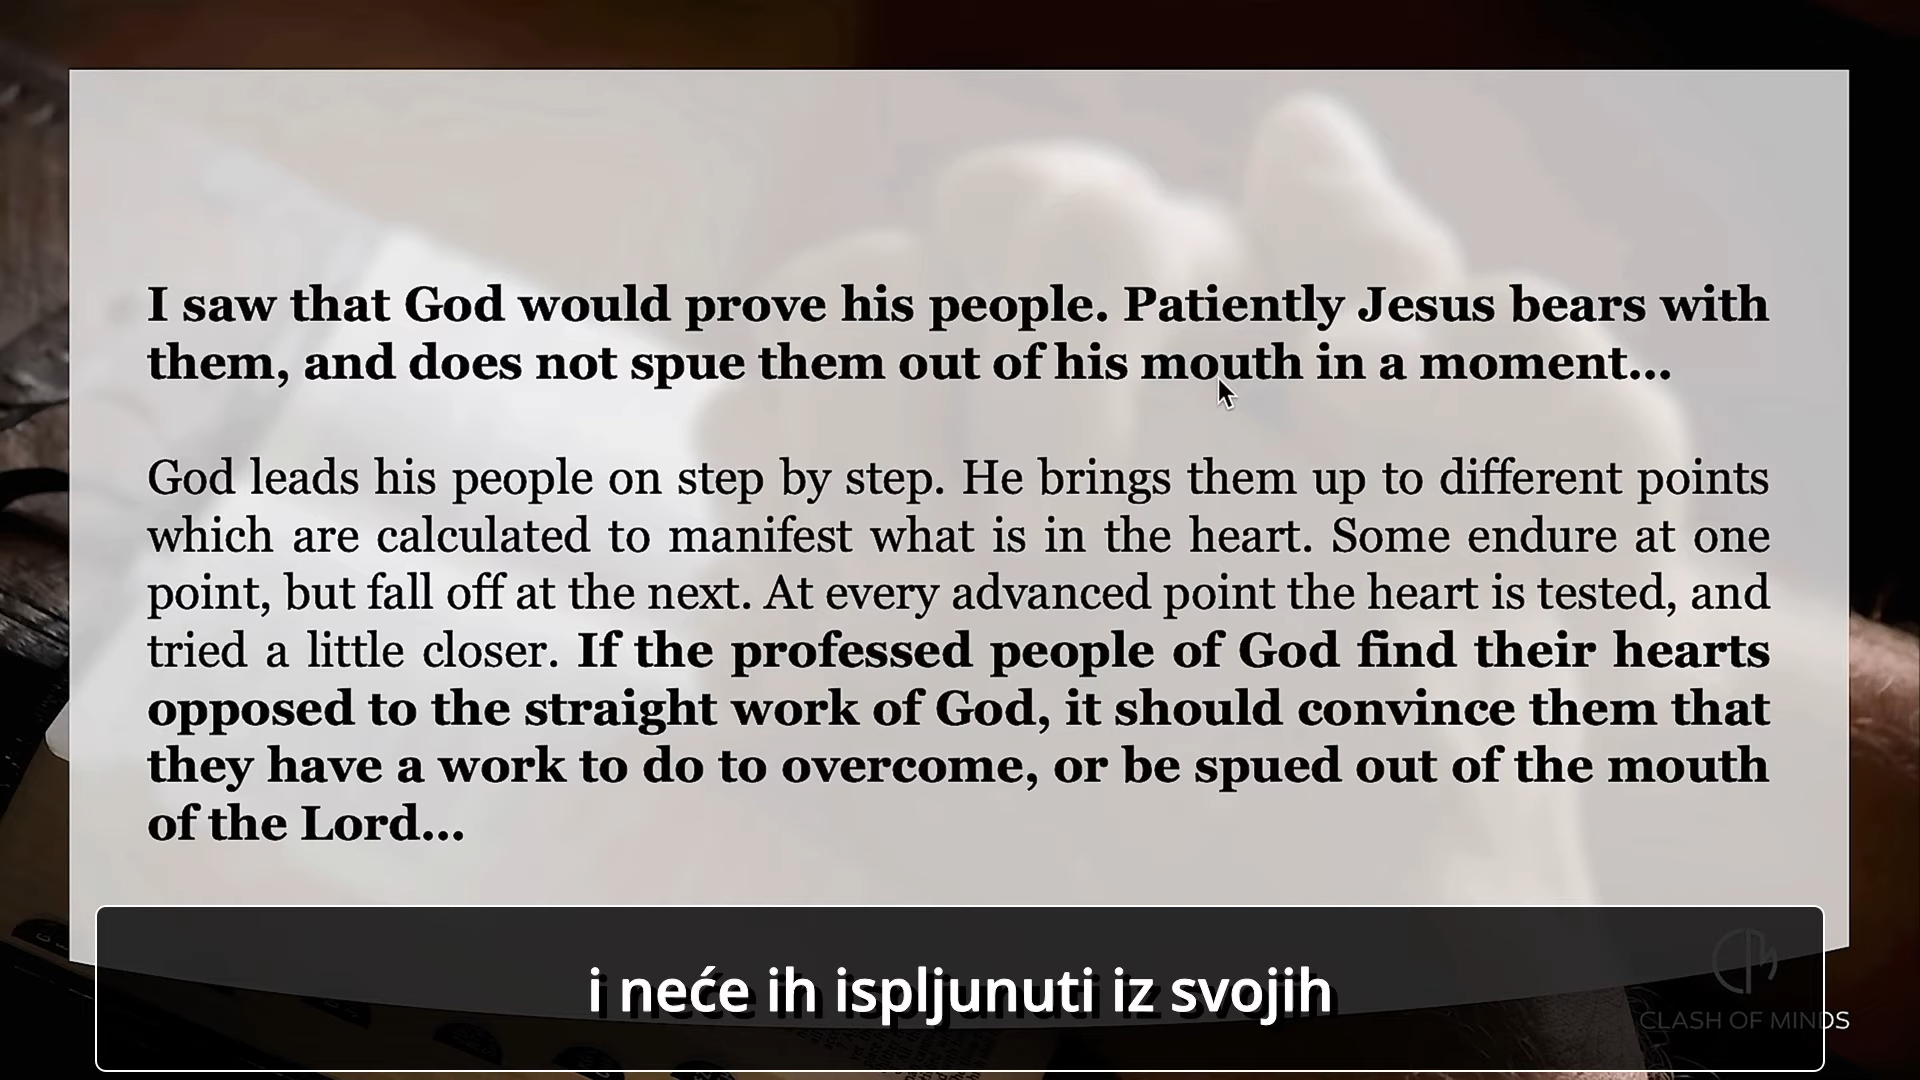 I saw that God would prove his people. Patiently Jesus bears with
them, and does not spue them out of his mouth in a moment...
God leads his people on step by step. He brings them up to different points
which are calculated to manifest what is in the heart. Some endure at one
point, but fall off at the next. At every advanced point the heart is tested, and
tried a little closer. If the professed people of God find their hearts
opposed to the straight work of God, it should convince them that
they have a work to do to overcome, or be spued out of the mouth
of the Lord...
i neće ih ispljunuti iz svojih
CLASH OF MINDS